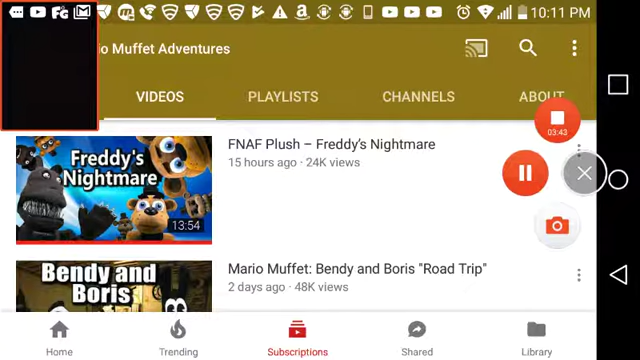 10:11 PM
io Muffet Adventures
VIDEOS
PLAYLISTS
CHANNELS
ABOUT
03:43
FNAF Plush – Freddy's Nightmare
15 hours ago · 24K views
Freddy's
Nightmare
13:54
Mario Muffet: Bendy and Boris "Road Trip"
2 days ago · 48K views
Bendy and
Boris
Home
Trending
Subscriptions
Shared
Library